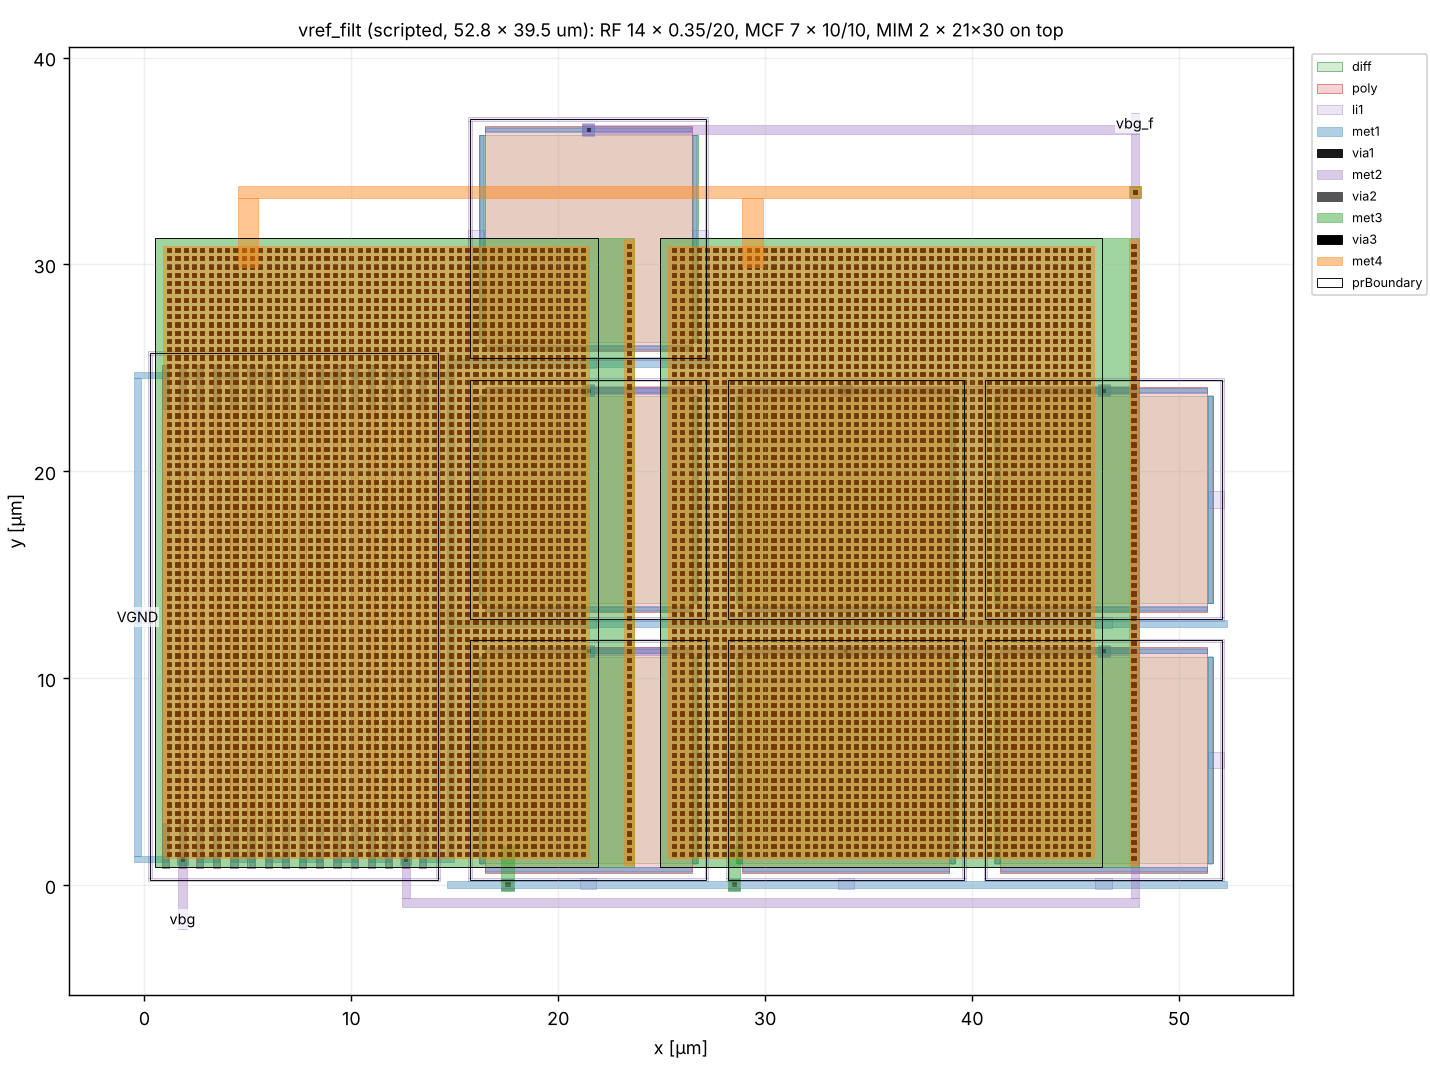 vref_filt (scripted, 52.8 × 39.5 um): RF 14 × 0.35/20, MCF 7 × 10/10, MIM 2 × 21×30 on top
40
30
20
10
0
y [µm]
0
10
20
30
40
50
x [µm]
vbg_f
VGND
vbg
diff
poly
li1
met1
via1
met2
via2
met3
via3
met4
prBoundary